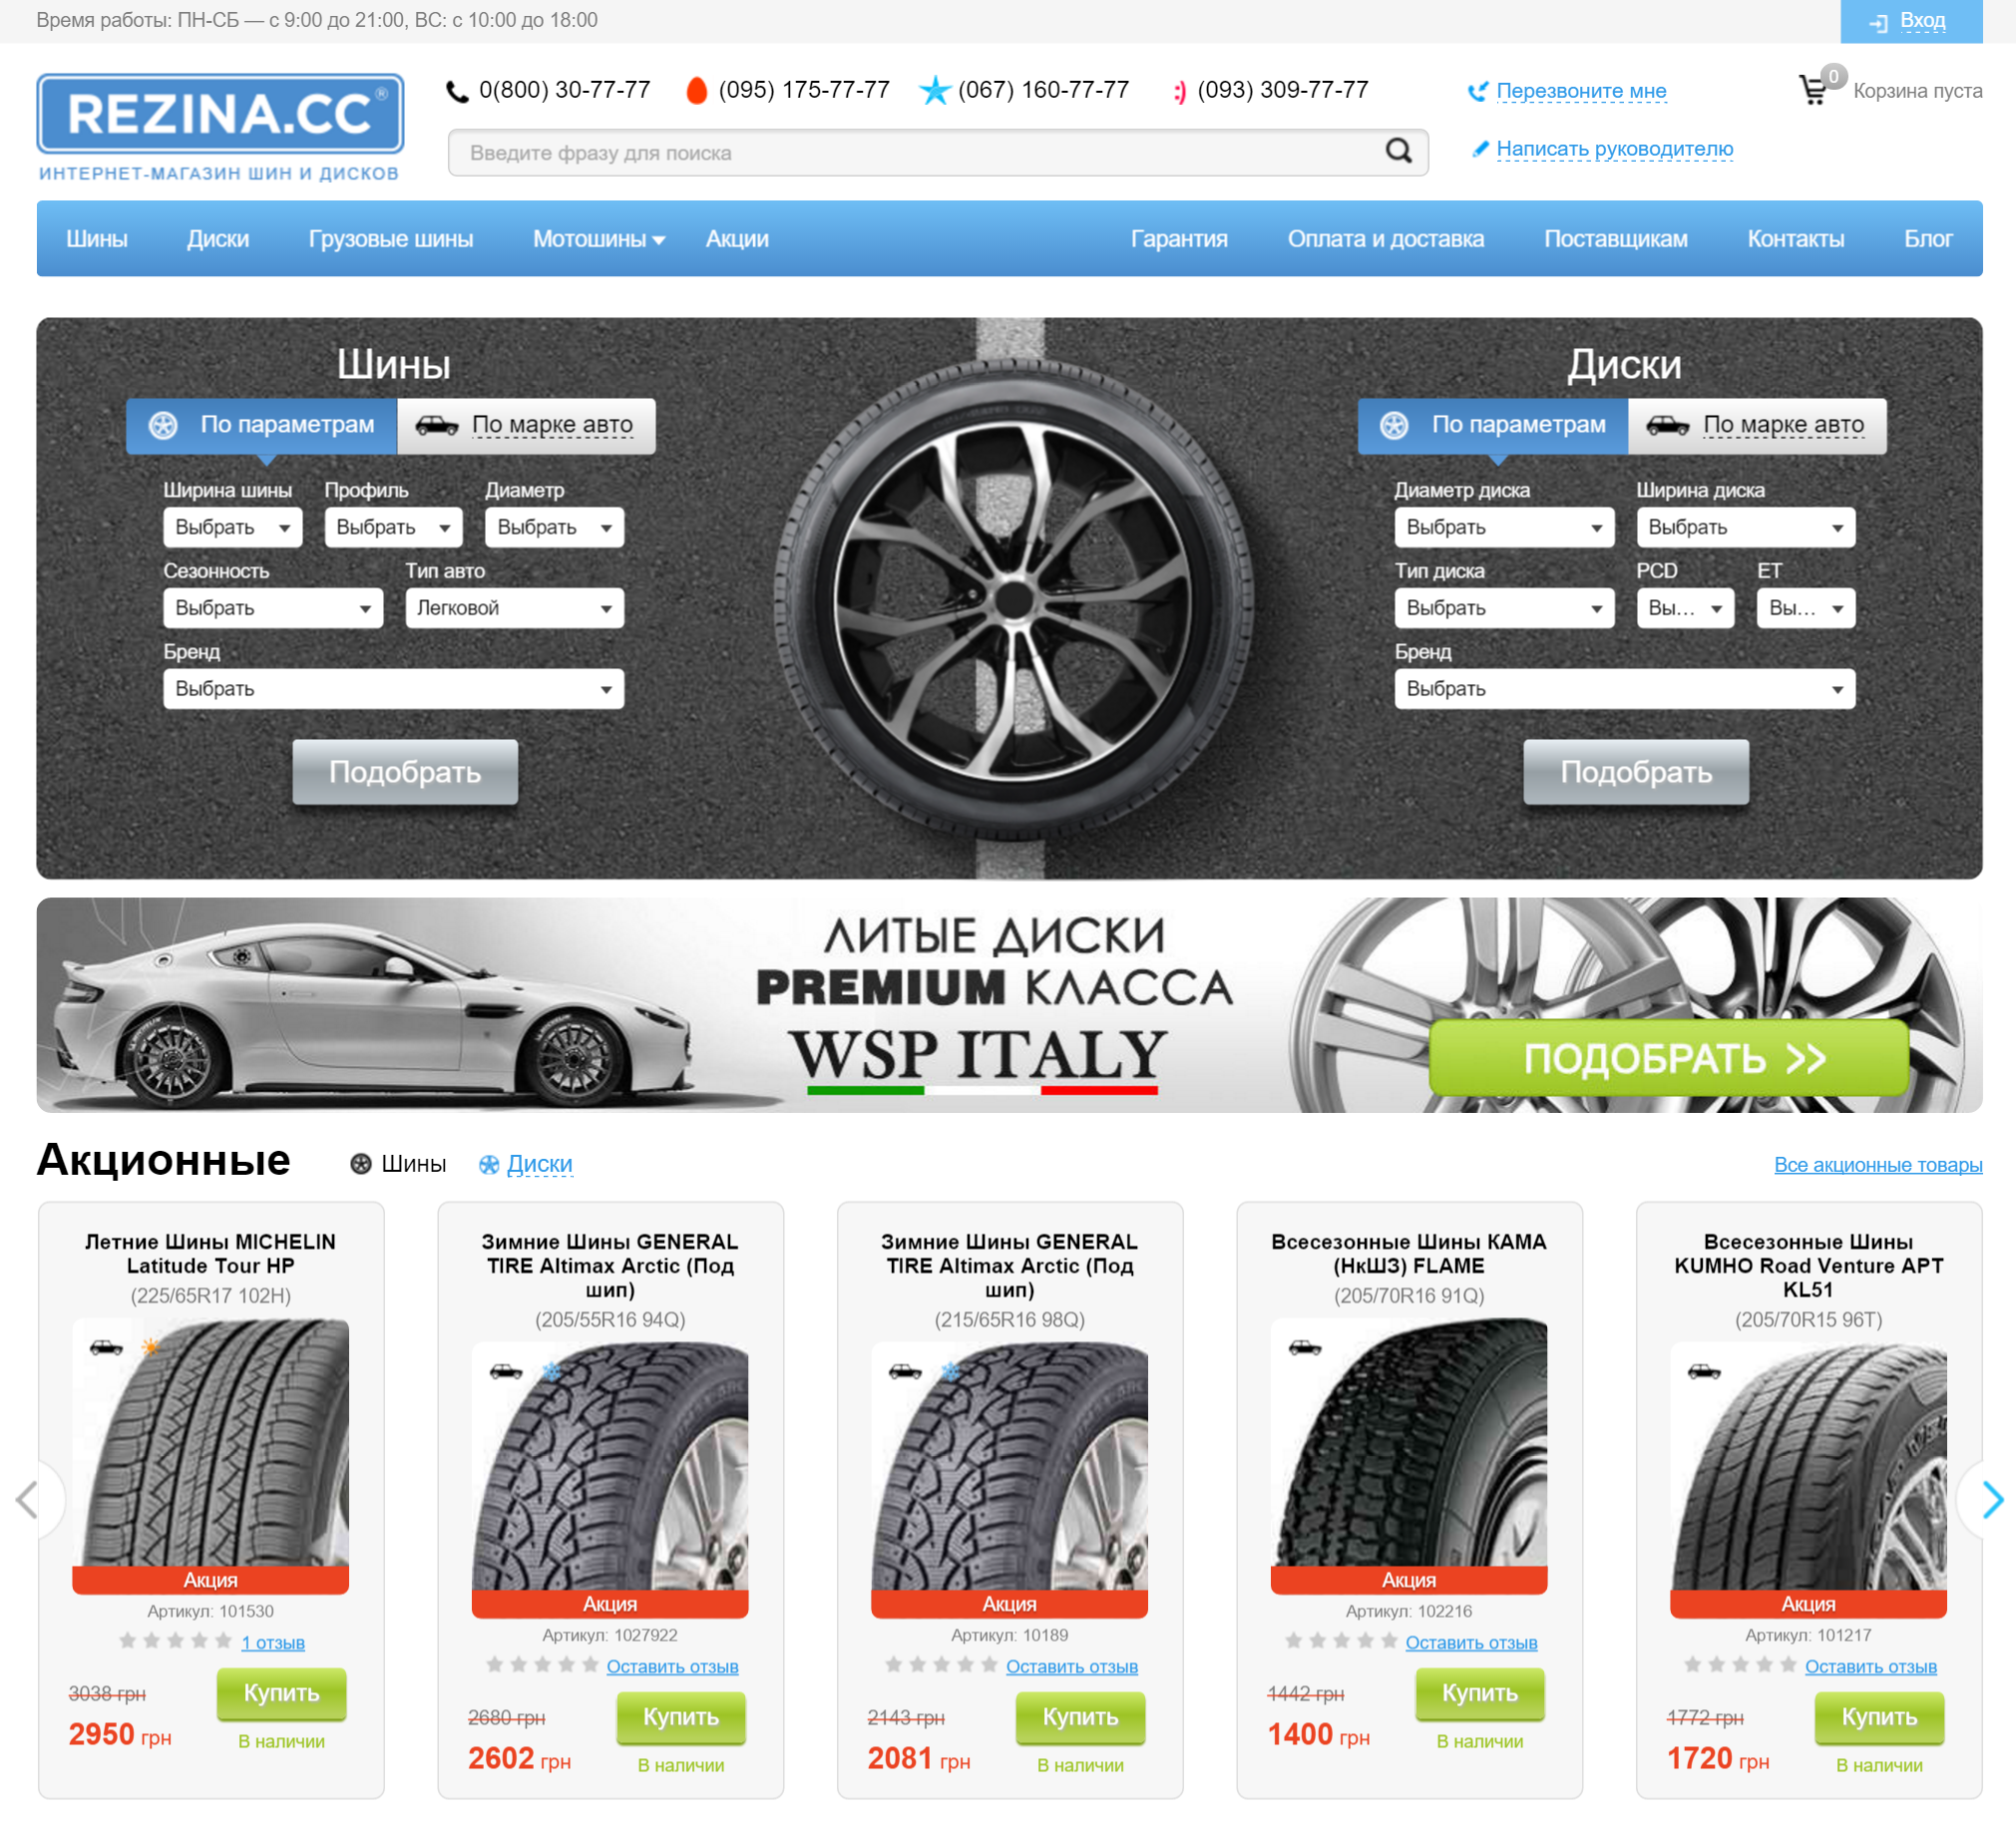 Время работы: ПН-СБ — с 9:00 до 21:00, ВС: с 10:00 до 18:00
Вход
REZINA.CC®
ИНТЕРНЕТ-МАГАЗИН ШИН И ДИСКОВ
0(800) 30-77-77
(095) 175-77-77
(067) 160-77-77
(093) 309-77-77
Перезвоните мне
0
Корзина пуста
Введите фразу для поиска
Написать руководителю
Шины
Диски
Грузовые шины
Мотошины
Акции
Гарантия
Оплата и доставка
Поставщикам
Контакты
Блог
Шины
По параметрам
По марке авто
Ширина шины
Профиль
Диаметр
Выбрать
Выбрать
Выбрать
Сезонность
Тип авто
Выбрать
Легковой
Бренд
Выбрать
Подобрать
Диски
По параметрам
По марке авто
Диаметр диска
Ширина диска
Выбрать
Выбрать
Тип диска
PCD
ET
Выбрать
Вы...
Вы...
Бренд
Выбрать
Подобрать
ЛИТЫЕ ДИСКИ
PREMIUM КЛАССА
WSP ITALY
ПОДОБРАТЬ >>
Акционные
Шины
Диски
Все акционные товары
Летние Шины MICHELIN
Latitude Tour HP
(225/65R17 102H)
Акция
Артикул: 101530
1 отзыв
3038 грн
2950 грн
Купить
В наличии
Зимние Шины GENERAL
TIRE Altimax Arctic (Под
шип)
(205/55R16 94Q)
Акция
Артикул: 1027922
Оставить отзыв
2680 грн
2602 грн
Купить
В наличии
Зимние Шины GENERAL
TIRE Altimax Arctic (Под
шип)
(215/65R16 98Q)
Акция
Артикул: 10189
Оставить отзыв
2143 грн
2081 грн
Купить
В наличии
Всесезонные Шины КАМА
(НкШЗ) FLAME
(205/70R16 91Q)
Акция
Артикул: 102216
Оставить отзыв
1442 грн
1400 грн
Купить
В наличии
Всесезонные Шины
KUMHO Road Venture APT
KL51
(205/70R15 96T)
Акция
Артикул: 101217
Оставить отзыв
1772 грн
1720 грн
Купить
В наличии